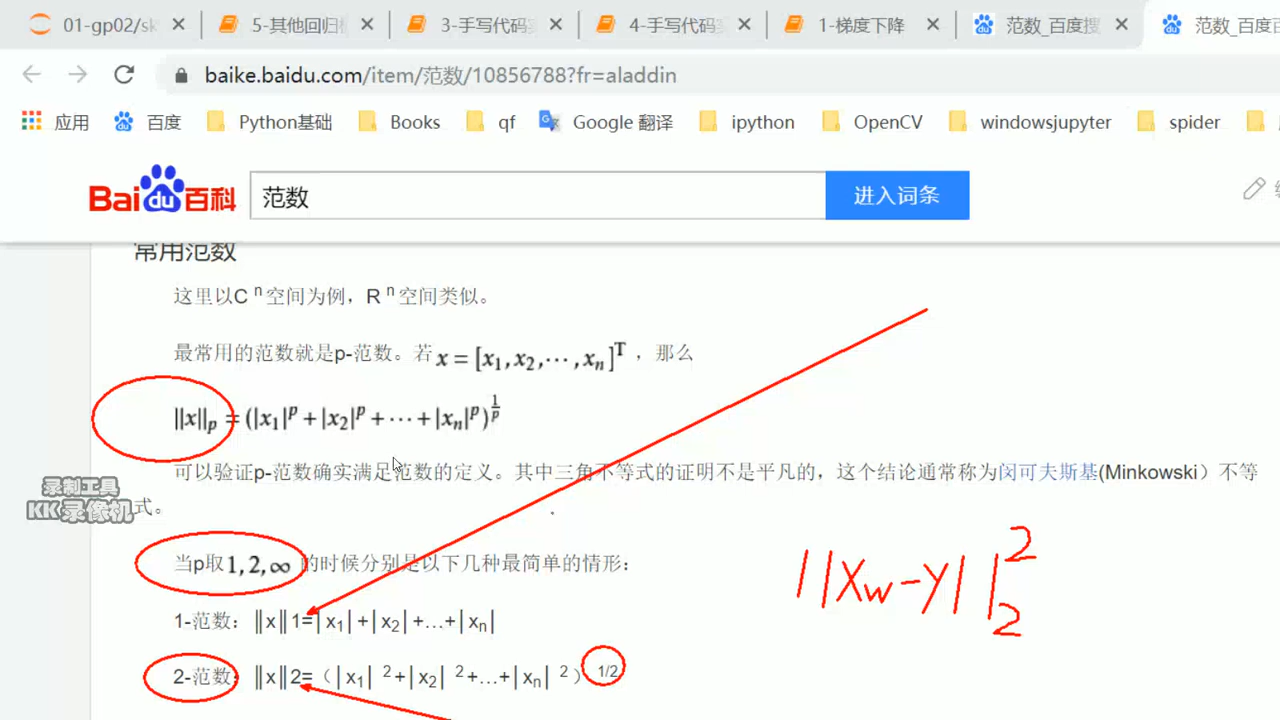 01-gp02/sk 5-其他回归 3-手写代码 4-手写代码 1-梯度下降 范数_百度搜 范数_百度百
baike.baidu.com/item/范数/10856788?fr=aladdin
应用 百度 Python基础 Books qf Google 翻译 ipython OpenCV windowsjupyter spider
Bai du 百科 范数 进入词条
常用范数
这里以C n 空间为例，R n 空间类似。
最常用的范数就是p-范数。若 x = [x₁, x₂, ⋯, xₙ]ᵀ ，那么
||x||ₚ = (|x₁|ᵖ + |x₂|ᵖ + ⋯ + |xₙ|ᵖ)^(1/p)
可以验证p-范数确实满足范数的定义。其中三角不等式的证明不是平凡的，这个结论通常称为闵可夫斯基(Minkowski）不等
式。
录制工具
KK录像机
当p取 1, 2, ∞ 的时候分别是以下几种最简单的情形：
||Xw-y||₂²
1-范数：║x║1=│x₁│+│x₂│+…+│xₙ│
2-范数：║x║2=（│x₁│²+│x₂│²+…+│xₙ│²）1/2